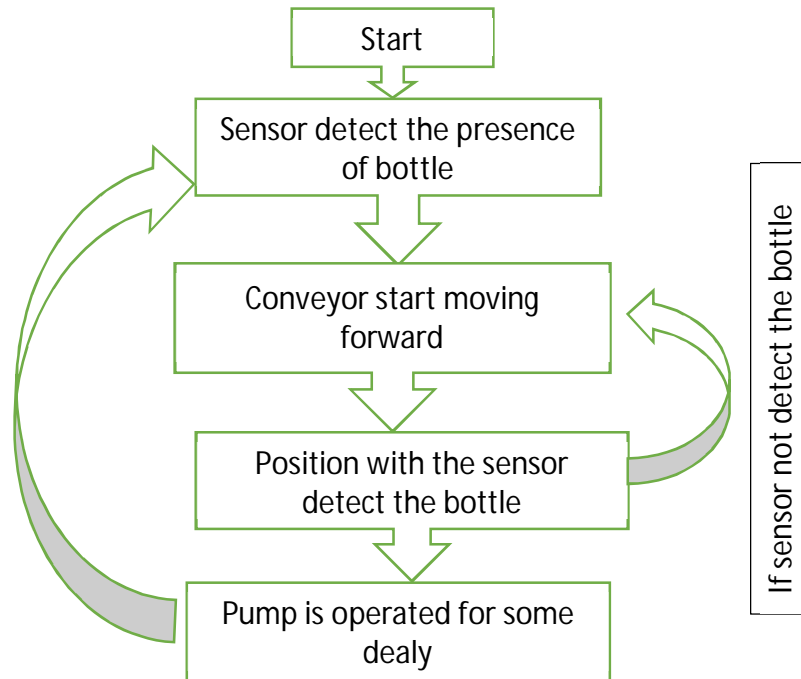 Start
Sensor detect the presence
of bottle
Conveyor start moving
forward
Position with the sensor
detect the bottle
Pump is operated for some
dealy
If sensor not detect the bottle